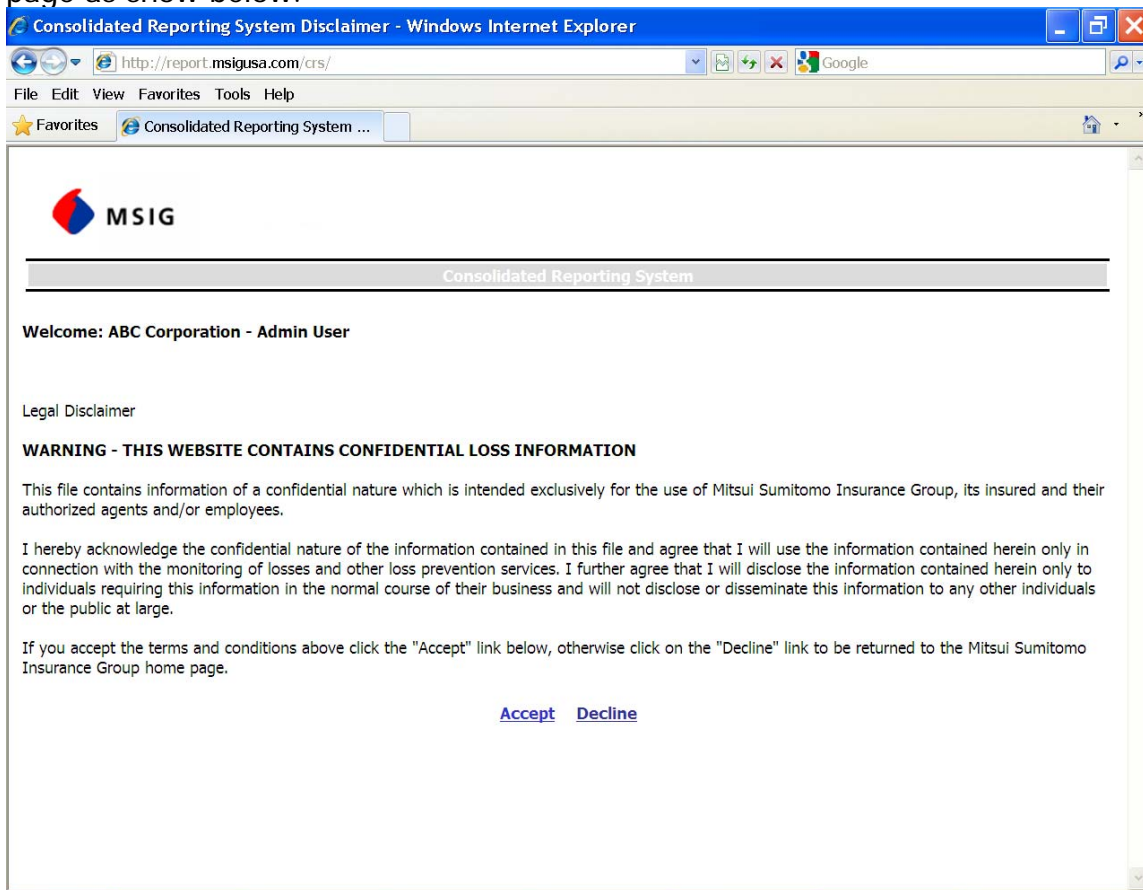 page as show below:
Consolidated Reporting System Disclaimer - Windows Internet Explorer
http://report.msigusa.com/crs/
Google
File Edit View Favorites Tools Help
Favorites Consolidated Reporting System ...
MSIG
Consolidated Reporting System
Welcome: ABC Corporation - Admin User
Legal Disclaimer
WARNING - THIS WEBSITE CONTAINS CONFIDENTIAL LOSS INFORMATION
This file contains information of a confidential nature which is intended exclusively for the use of Mitsui Sumitomo Insurance Group, its insured and their
authorized agents and/or employees.
I hereby acknowledge the confidential nature of the information contained in this file and agree that I will use the information contained herein only in
connection with the monitoring of losses and other loss prevention services. I further agree that I will disclose the information contained herein only to
individuals requiring this information in the normal course of their business and will not disclose or disseminate this information to any other individuals
or the public at large.
If you accept the terms and conditions above click the "Accept" link below, otherwise click on the "Decline" link to be returned to the Mitsui Sumitomo
Insurance Group home page.
Accept Decline